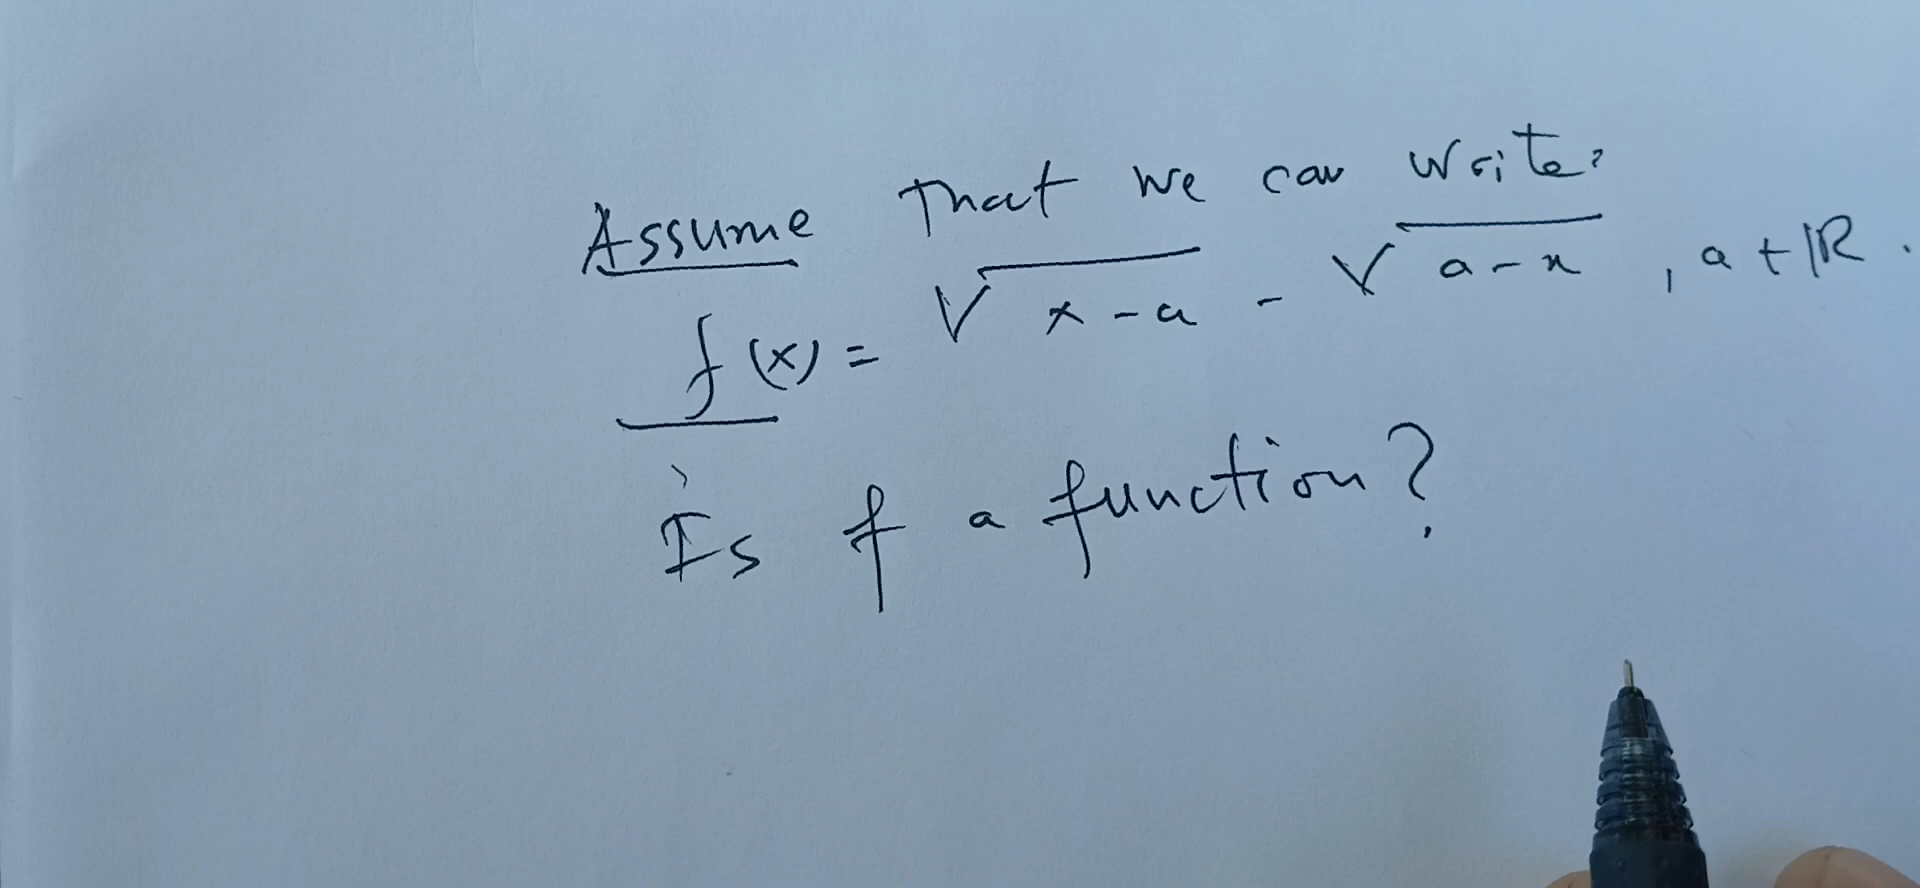 Assume that we can write:
f(x) = √x-a - √a-x , a ∈ ℝ.
Is f a function?